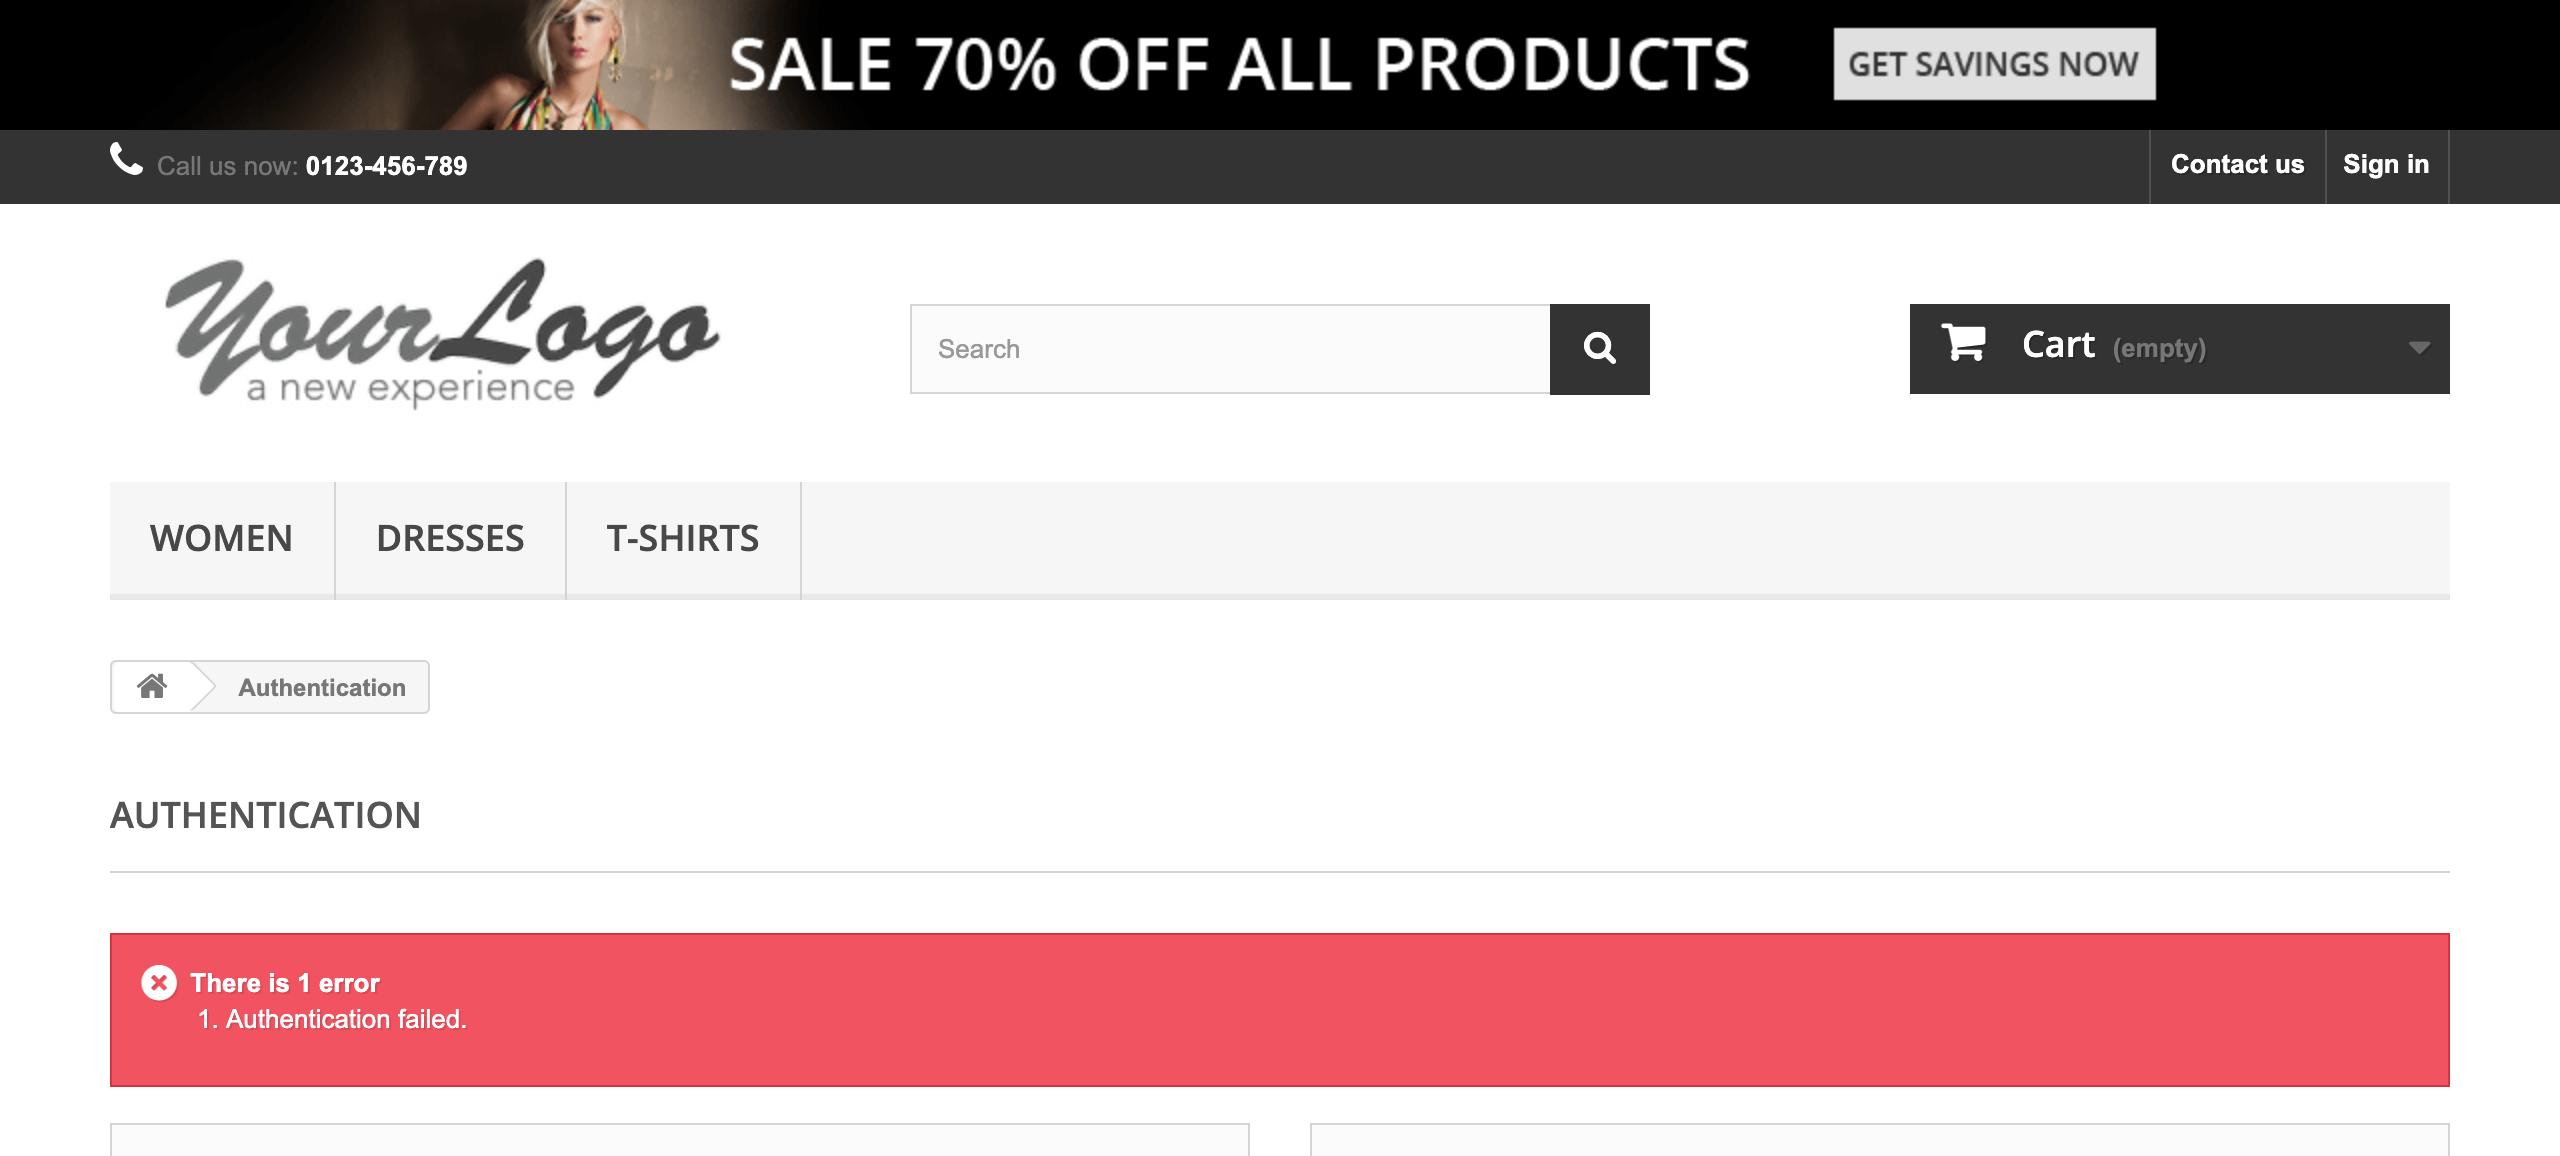 SALE 70% OFF ALL PRODUCTS GET SAVINGS NOW
Call us now: 0123-456-789 Contact us Sign in
YourLogo
a new experience
Search
Cart (empty)
WOMEN DRESSES T-SHIRTS
Authentication
AUTHENTICATION
There is 1 error
1. Authentication failed.